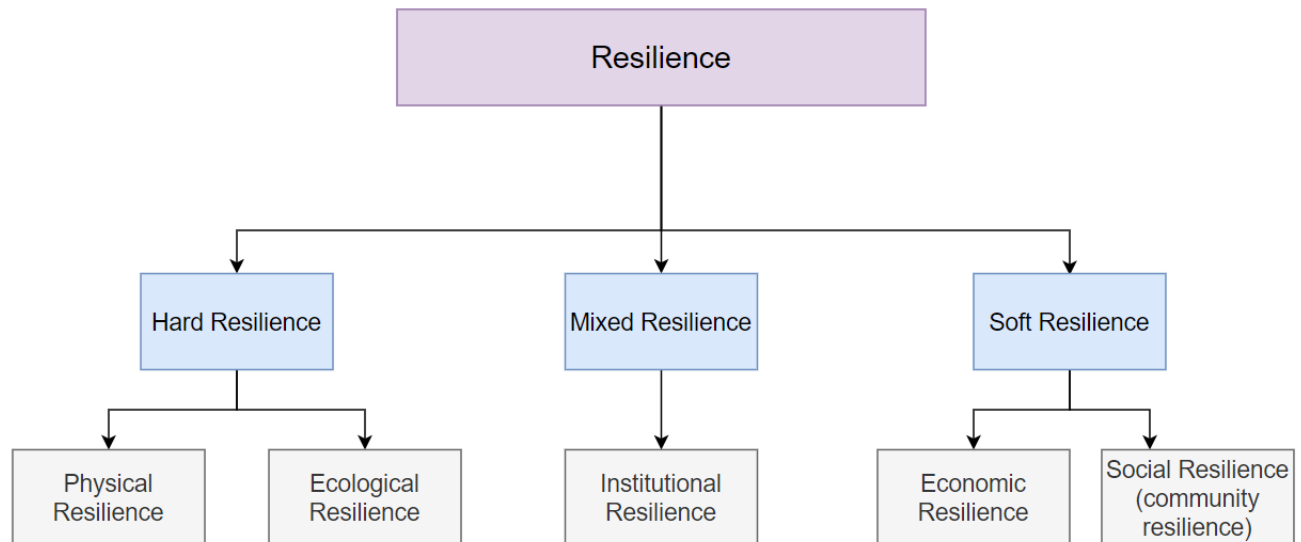 Resilience
Hard Resilience
Mixed Resilience
Soft Resilience
Physical
Resilience
Ecological
Resilience
Institutional
Resilience
Economic
Resilience
Social Resilience
(community
resilience)